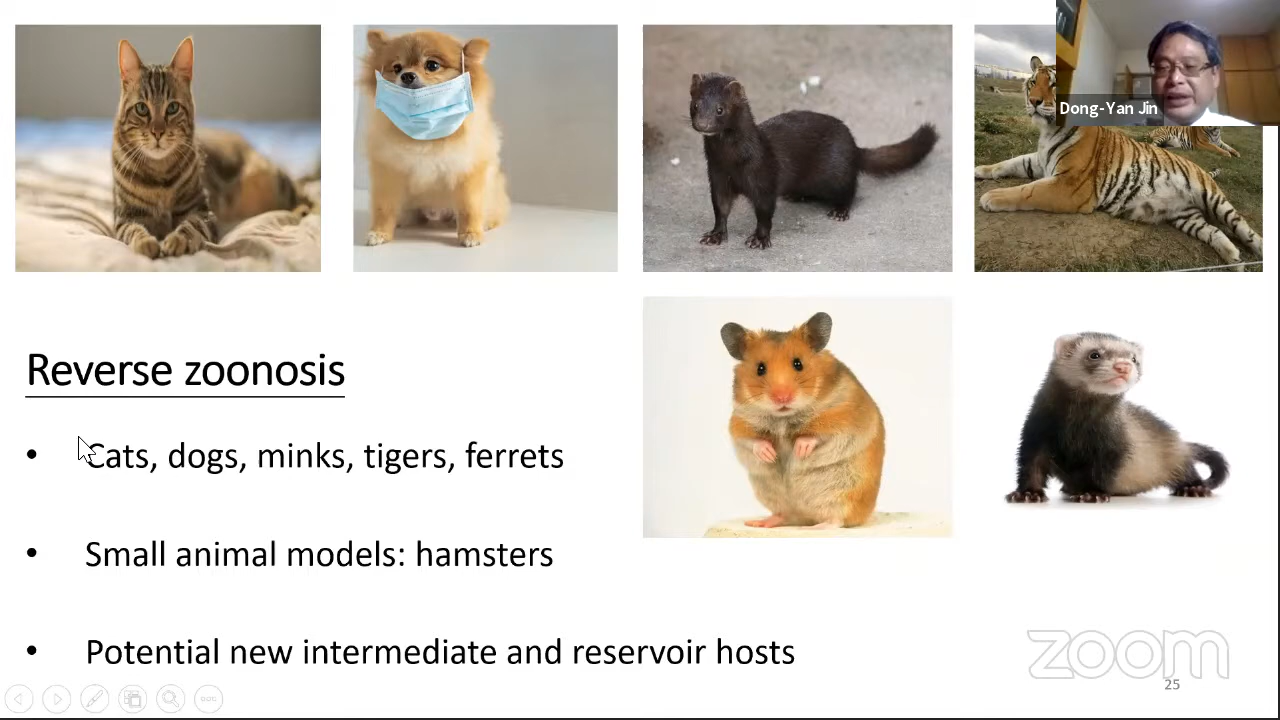 Dong-Yan Jin
Reverse zoonosis
• Cats, dogs, minks, tigers, ferrets
• Small animal models: hamsters
• Potential new intermediate and reservoir hosts
zoom
25